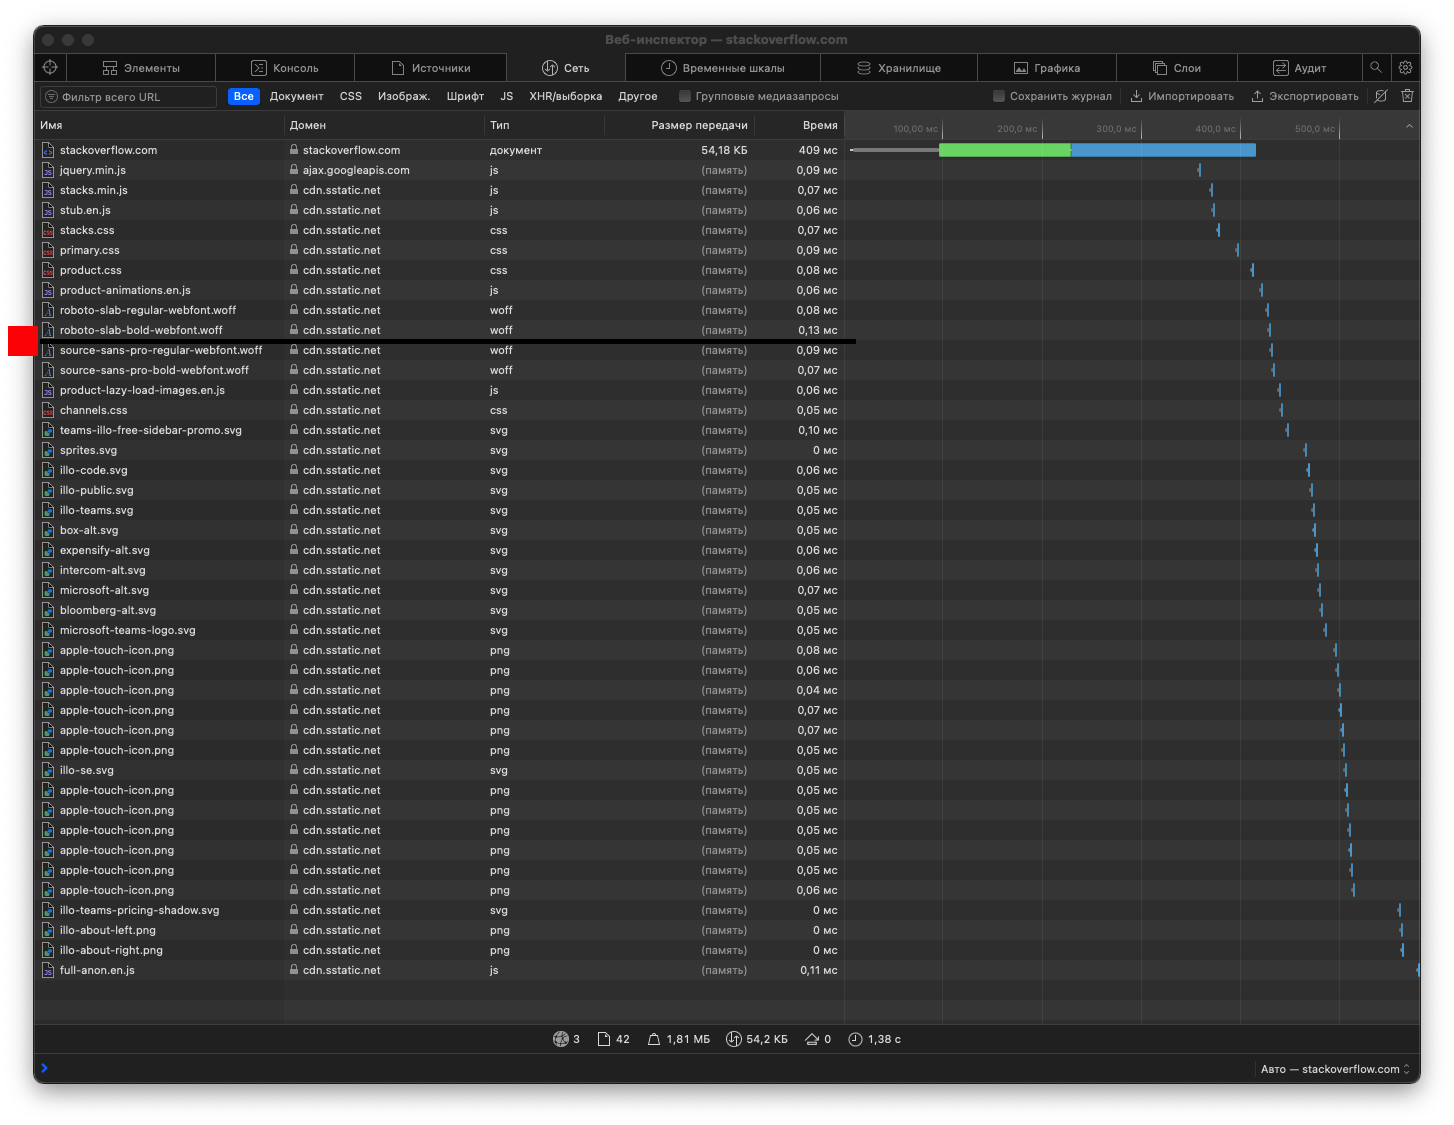 Веб-инспектор — stackoverflow.com
Элементы Консоль Источники Сеть Временные шкалы Хранилище Графика Слои Аудит
Фильтр всего URL Все Документ CSS Изображ. Шрифт JS XHR/выборка Другое Групповые медиазапросы Сохранить журнал Импортировать Экспортировать
Имя Домен Тип Размер передачи Время 100,00 мс 200,0 мс 300,0 мс 400,0 мс 500,0 мс
stackoverflow.com stackoverflow.com документ 54,18 КБ 409 мс
jquery.min.js ajax.googleapis.com js (память) 0,09 мс
stacks.min.js cdn.sstatic.net js (память) 0,07 мс
stub.en.js cdn.sstatic.net js (память) 0,06 мс
stacks.css cdn.sstatic.net css (память) 0,07 мс
primary.css cdn.sstatic.net css (память) 0,09 мс
product.css cdn.sstatic.net css (память) 0,08 мс
product-animations.en.js cdn.sstatic.net js (память) 0,06 мс
roboto-slab-regular-webfont.woff cdn.sstatic.net woff (память) 0,08 мс
roboto-slab-bold-webfont.woff cdn.sstatic.net woff (память) 0,13 мс
source-sans-pro-regular-webfont.woff cdn.sstatic.net woff (память) 0,09 мс
source-sans-pro-bold-webfont.woff cdn.sstatic.net woff (память) 0,07 мс
product-lazy-load-images.en.js cdn.sstatic.net js (память) 0,06 мс
channels.css cdn.sstatic.net css (память) 0,05 мс
teams-illo-free-sidebar-promo.svg cdn.sstatic.net svg (память) 0,10 мс
sprites.svg cdn.sstatic.net svg (память) 0 мс
illo-code.svg cdn.sstatic.net svg (память) 0,06 мс
illo-public.svg cdn.sstatic.net svg (память) 0,05 мс
illo-teams.svg cdn.sstatic.net svg (память) 0,05 мс
box-alt.svg cdn.sstatic.net svg (память) 0,05 мс
expensify-alt.svg cdn.sstatic.net svg (память) 0,06 мс
intercom-alt.svg cdn.sstatic.net svg (память) 0,06 мс
microsoft-alt.svg cdn.sstatic.net svg (память) 0,07 мс
bloomberg-alt.svg cdn.sstatic.net svg (память) 0,05 мс
microsoft-teams-logo.svg cdn.sstatic.net svg (память) 0,05 мс
apple-touch-icon.png cdn.sstatic.net png (память) 0,08 мс
apple-touch-icon.png cdn.sstatic.net png (память) 0,06 мс
apple-touch-icon.png cdn.sstatic.net png (память) 0,04 мс
apple-touch-icon.png cdn.sstatic.net png (память) 0,07 мс
apple-touch-icon.png cdn.sstatic.net png (память) 0,07 мс
apple-touch-icon.png cdn.sstatic.net png (память) 0,05 мс
illo-se.svg cdn.sstatic.net svg (память) 0,05 мс
apple-touch-icon.png cdn.sstatic.net png (память) 0,05 мс
apple-touch-icon.png cdn.sstatic.net png (память) 0,05 мс
apple-touch-icon.png cdn.sstatic.net png (память) 0,05 мс
apple-touch-icon.png cdn.sstatic.net png (память) 0,05 мс
apple-touch-icon.png cdn.sstatic.net png (память) 0,05 мс
apple-touch-icon.png cdn.sstatic.net png (память) 0,06 мс
illo-teams-pricing-shadow.svg cdn.sstatic.net svg (память) 0 мс
illo-about-left.png cdn.sstatic.net png (память) 0 мс
illo-about-right.png cdn.sstatic.net png (память) 0 мс
full-anon.en.js cdn.sstatic.net js (память) 0,11 мс
3 42 1,81 МБ 54,2 КБ 0 1,38 с
Авто — stackoverflow.com